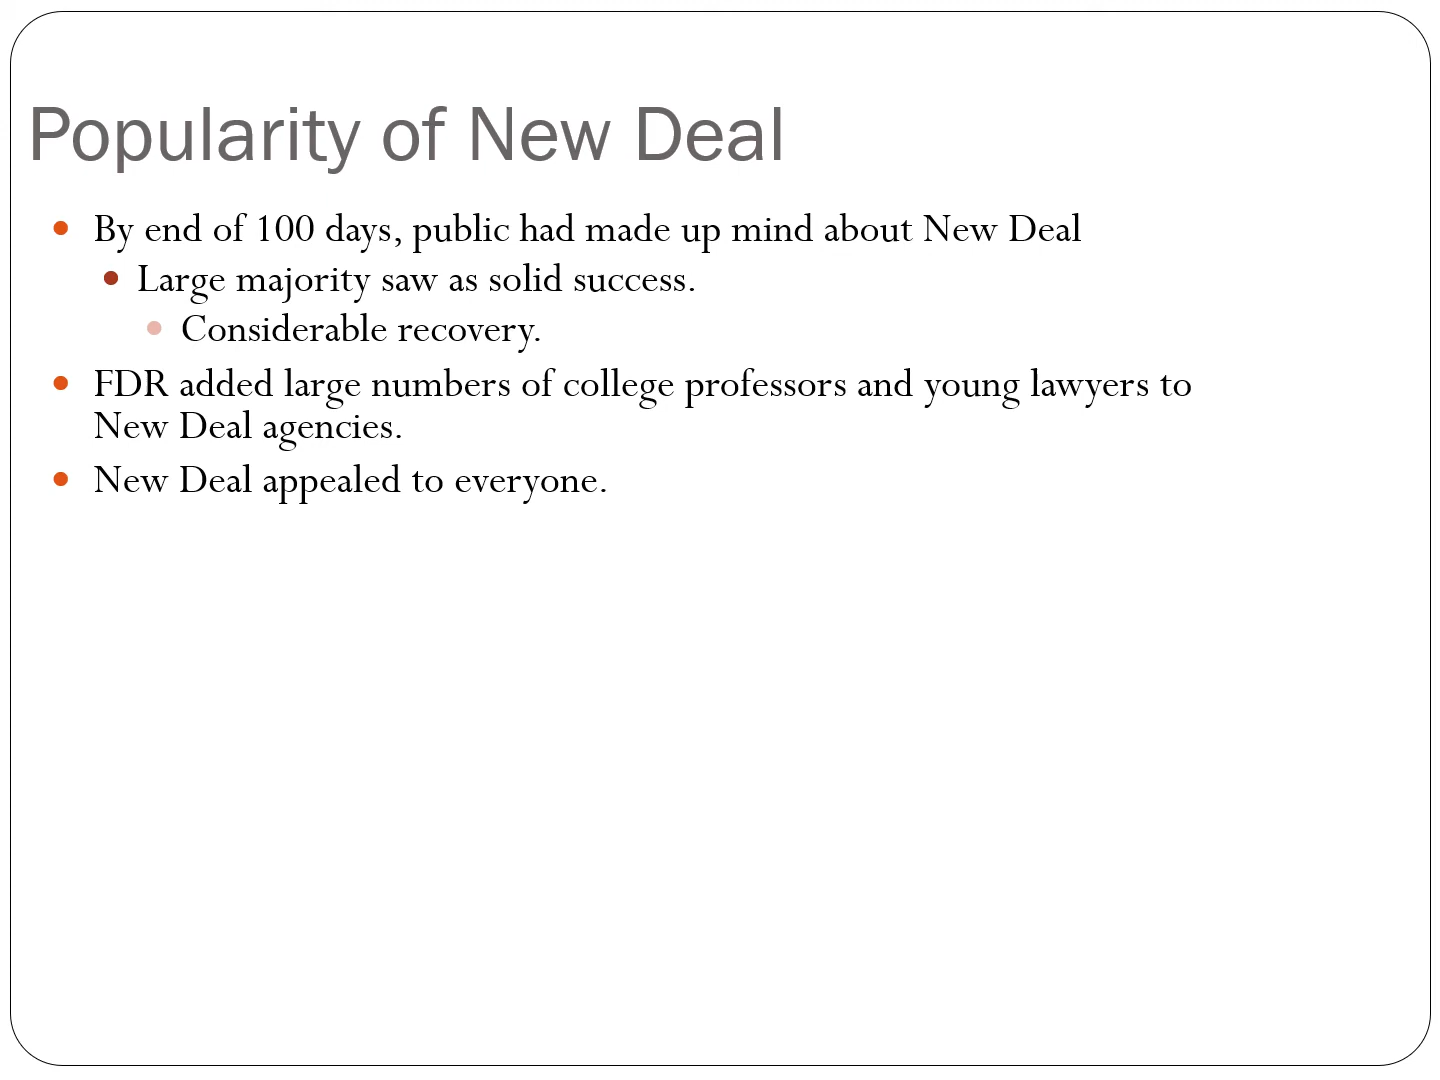 Popularity of New Deal
By end of 100 days, public had made up mind about New Deal
Large majority saw as solid success.
Considerable recovery.
FDR added large numbers of college professors and young lawyers to
New Deal agencies.
New Deal appealed to everyone.